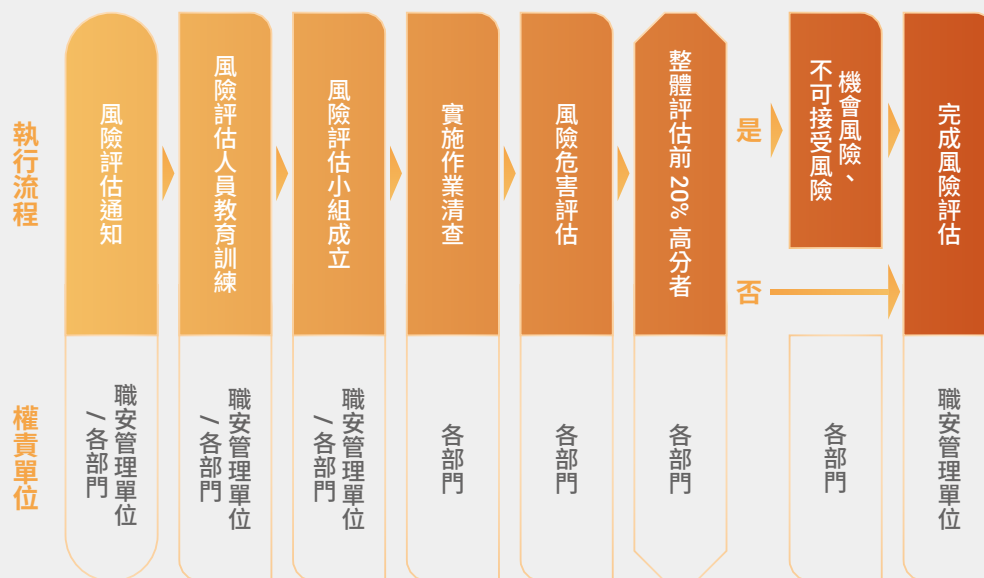 執行流程
風險評估通知
風險評估人員教育訓練
風險評估小組成立
實施作業清查
風險危害評估
整體評估前 20% 高分者
是
否
機會風險、
不可接受風險
完成風險評估
權責單位
職安管理單位
/ 各部門
職安管理單位
/ 各部門
職安管理單位
/ 各部門
各部門
各部門
各部門
各部門
職安管理單位